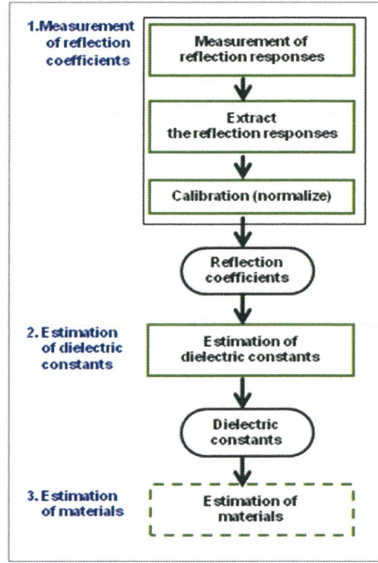 1.Measurement
of reflection
coefficients
Measurement of
reflection responses
Extract
the reflection responses
Calibration (normalize)
Reflection
coefficients
2. Estimation
of dielectric
constants
Estimation of
dielectric constants
Dielectric
constants
3. Estimation
of materials
Estimation of
materials